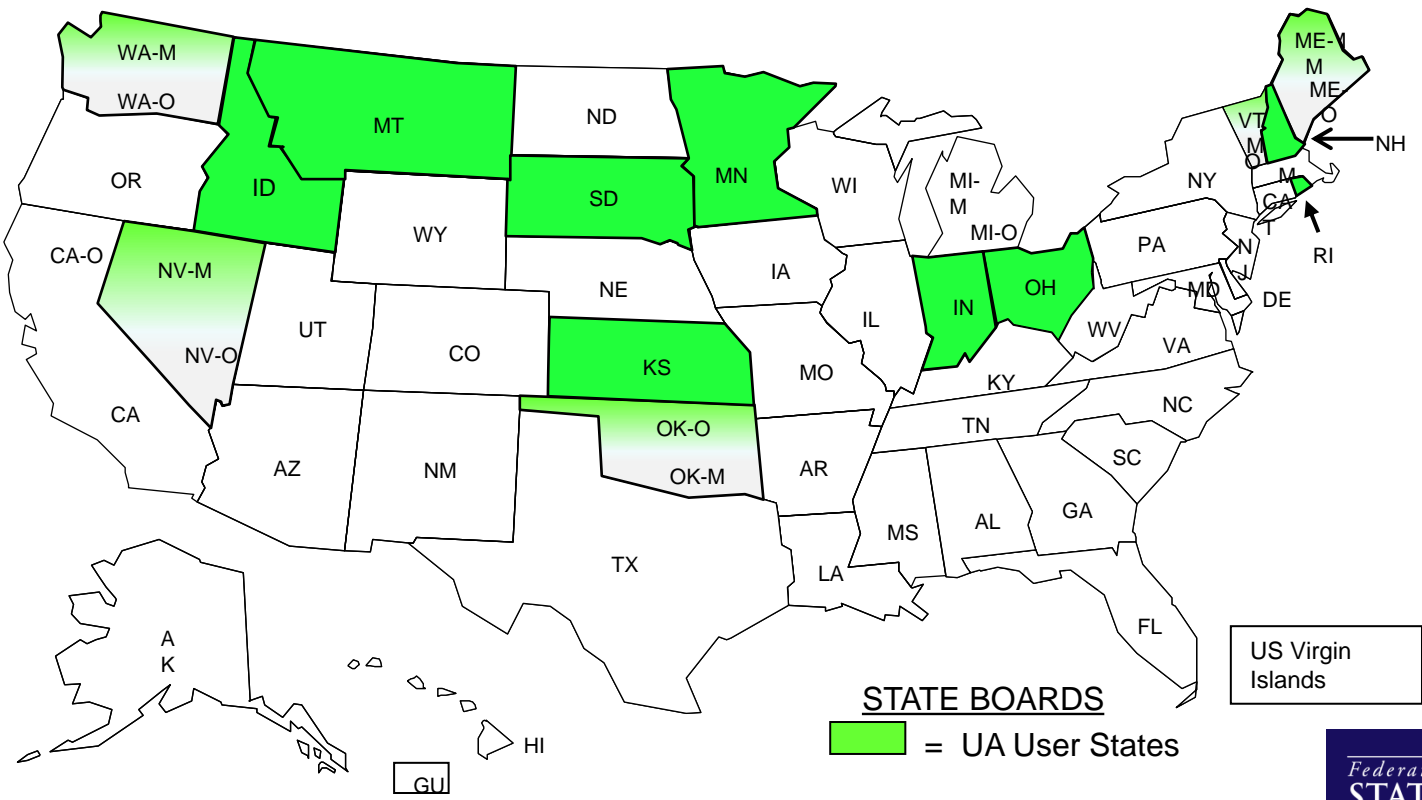 WA-M
WA-O
MT
ND
MN
ME-M
M
ME-
O
VT
M
O
NH
OR
ID
SD
WI
MI-
M
MI-O
NY
M
CA
T
RI
WY
CA-O
NV-M
NV-O
IA
PA
N
J
NE
IN
OH
MD
DE
UT
CO
KS
IL
WV
VA
MO
KY
CA
NC
OK-O
OK-M
TN
AZ
NM
AR
SC
MS
AL
GA
TX
LA
FL
A
K
HI
GU
US Virgin
Islands
STATE BOARDS
= UA User States
Federa
STAT